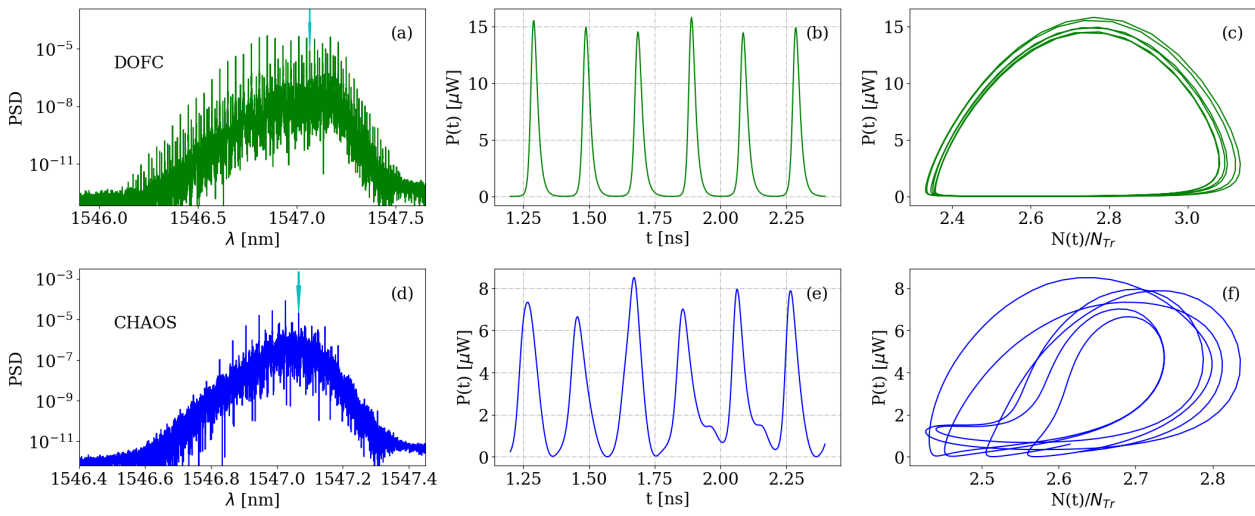 (a)
DOFC
PSD
10⁻⁵
10⁻⁸
10⁻¹¹
1546.0 1546.5 1547.0 1547.5
λ [nm]
(b)
P(t) [μW]
15
10
5
0
1.25 1.50 1.75 2.00 2.25
t [ns]
(c)
P(t) [μW]
15
10
5
0
2.4 2.6 2.8 3.0
N(t)/N_Tr
(d)
CHAOS
PSD
10⁻³
10⁻⁵
10⁻⁷
10⁻⁹
10⁻¹¹
1546.4 1546.6 1546.8 1547.0 1547.2 1547.4
λ [nm]
(e)
P(t) [μW]
8
6
4
2
0
1.25 1.50 1.75 2.00 2.25
t [ns]
(f)
P(t) [μW]
8
6
4
2
0
2.5 2.6 2.7 2.8
N(t)/N_Tr